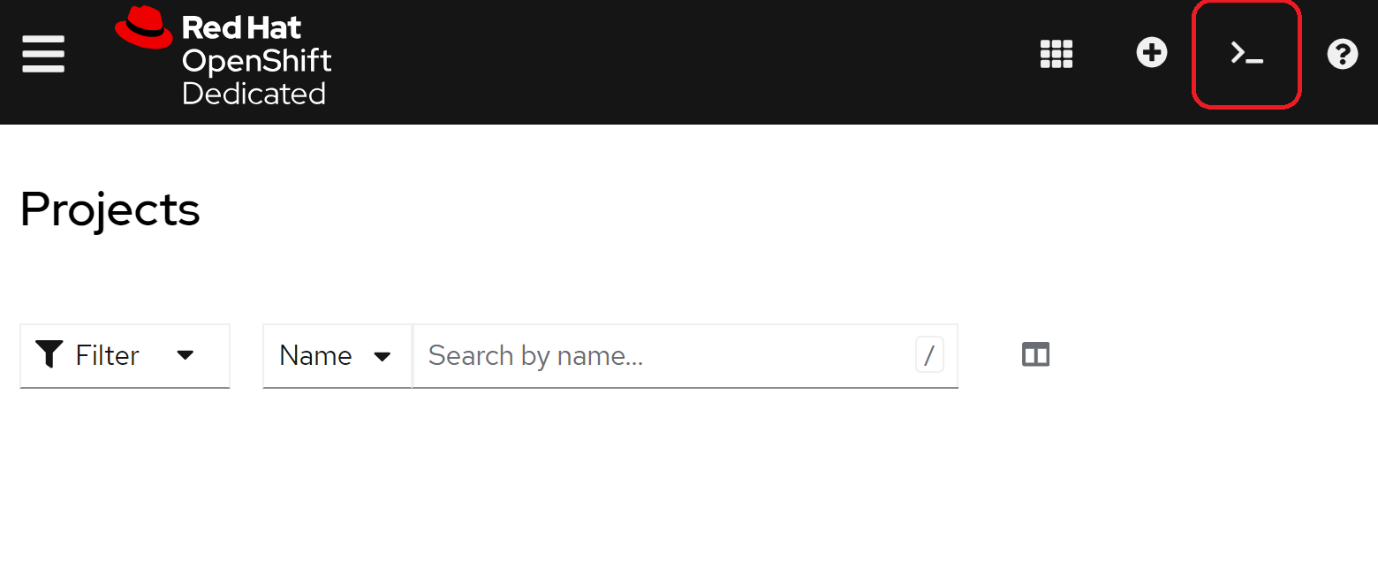 Red Hat
OpenShift
Dedicated
Projects
Filter
Name
Search by name...
/